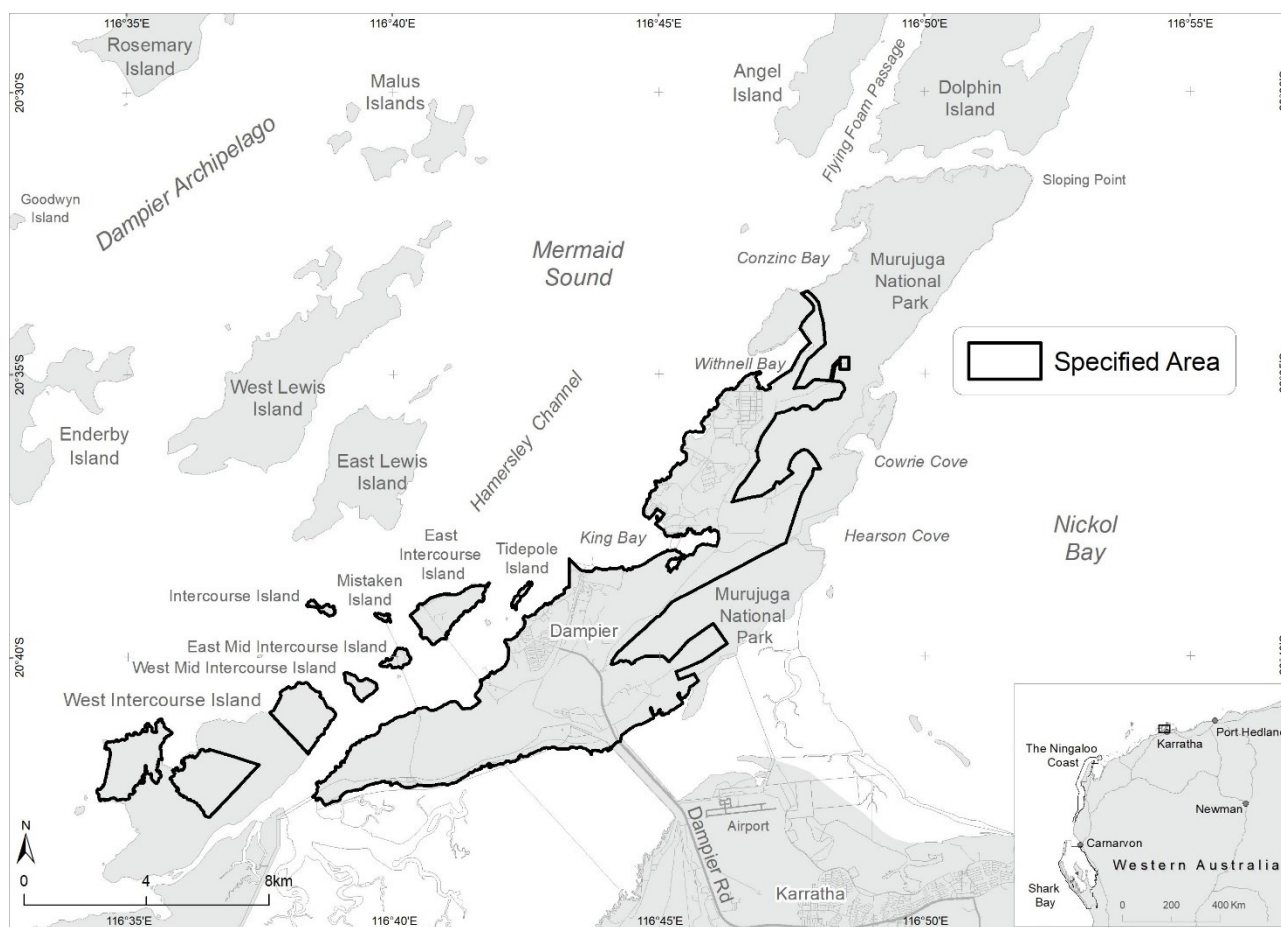 116°35'E
116°40'E
116°45'E
116°50'E
116°55'E
Rosemary
Island
Malus
Islands
Angel
Island
Flying Foam Passage
Dolphin
Island
20°30'S
Dampier Archipelago
Sloping Point
Goodwyn
Island
Mermaid
Sound
Conzinc Bay
Murujuga
National
Park
Specified Area
20°35'S
Withnell Bay
West Lewis
Island
Hamersley Channel
Enderby
Island
East Lewis
Island
Cowrie Cove
Nickol
Bay
East
Intercourse
Island
Tidepole
Island
King Bay
Hearson Cove
Mistaken
Island
Intercourse Island
Murujuga
National
Park
Dampier
East Mid Intercourse Island
West Mid Intercourse Island
20°40'S
West Intercourse Island
Port Hedland
Karratha
The Ningaloo
Coast
Newman
Airport
Dampier Rd
Carnarvon
Western Australia
Karratha
Shark
Bay
N
0 4 8km
0 200 400 Km
116°35'E
116°40'E
116°45'E
116°50'E